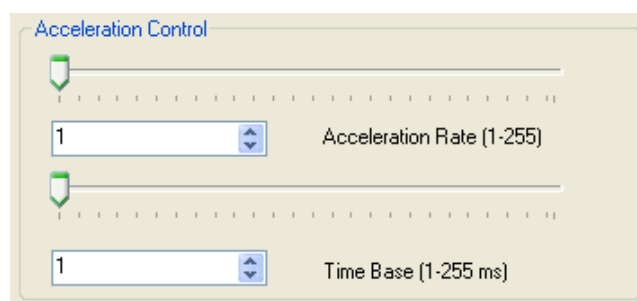 Acceleration Control
1
Acceleration Rate (1-255)
1
Time Base (1-255 ms)